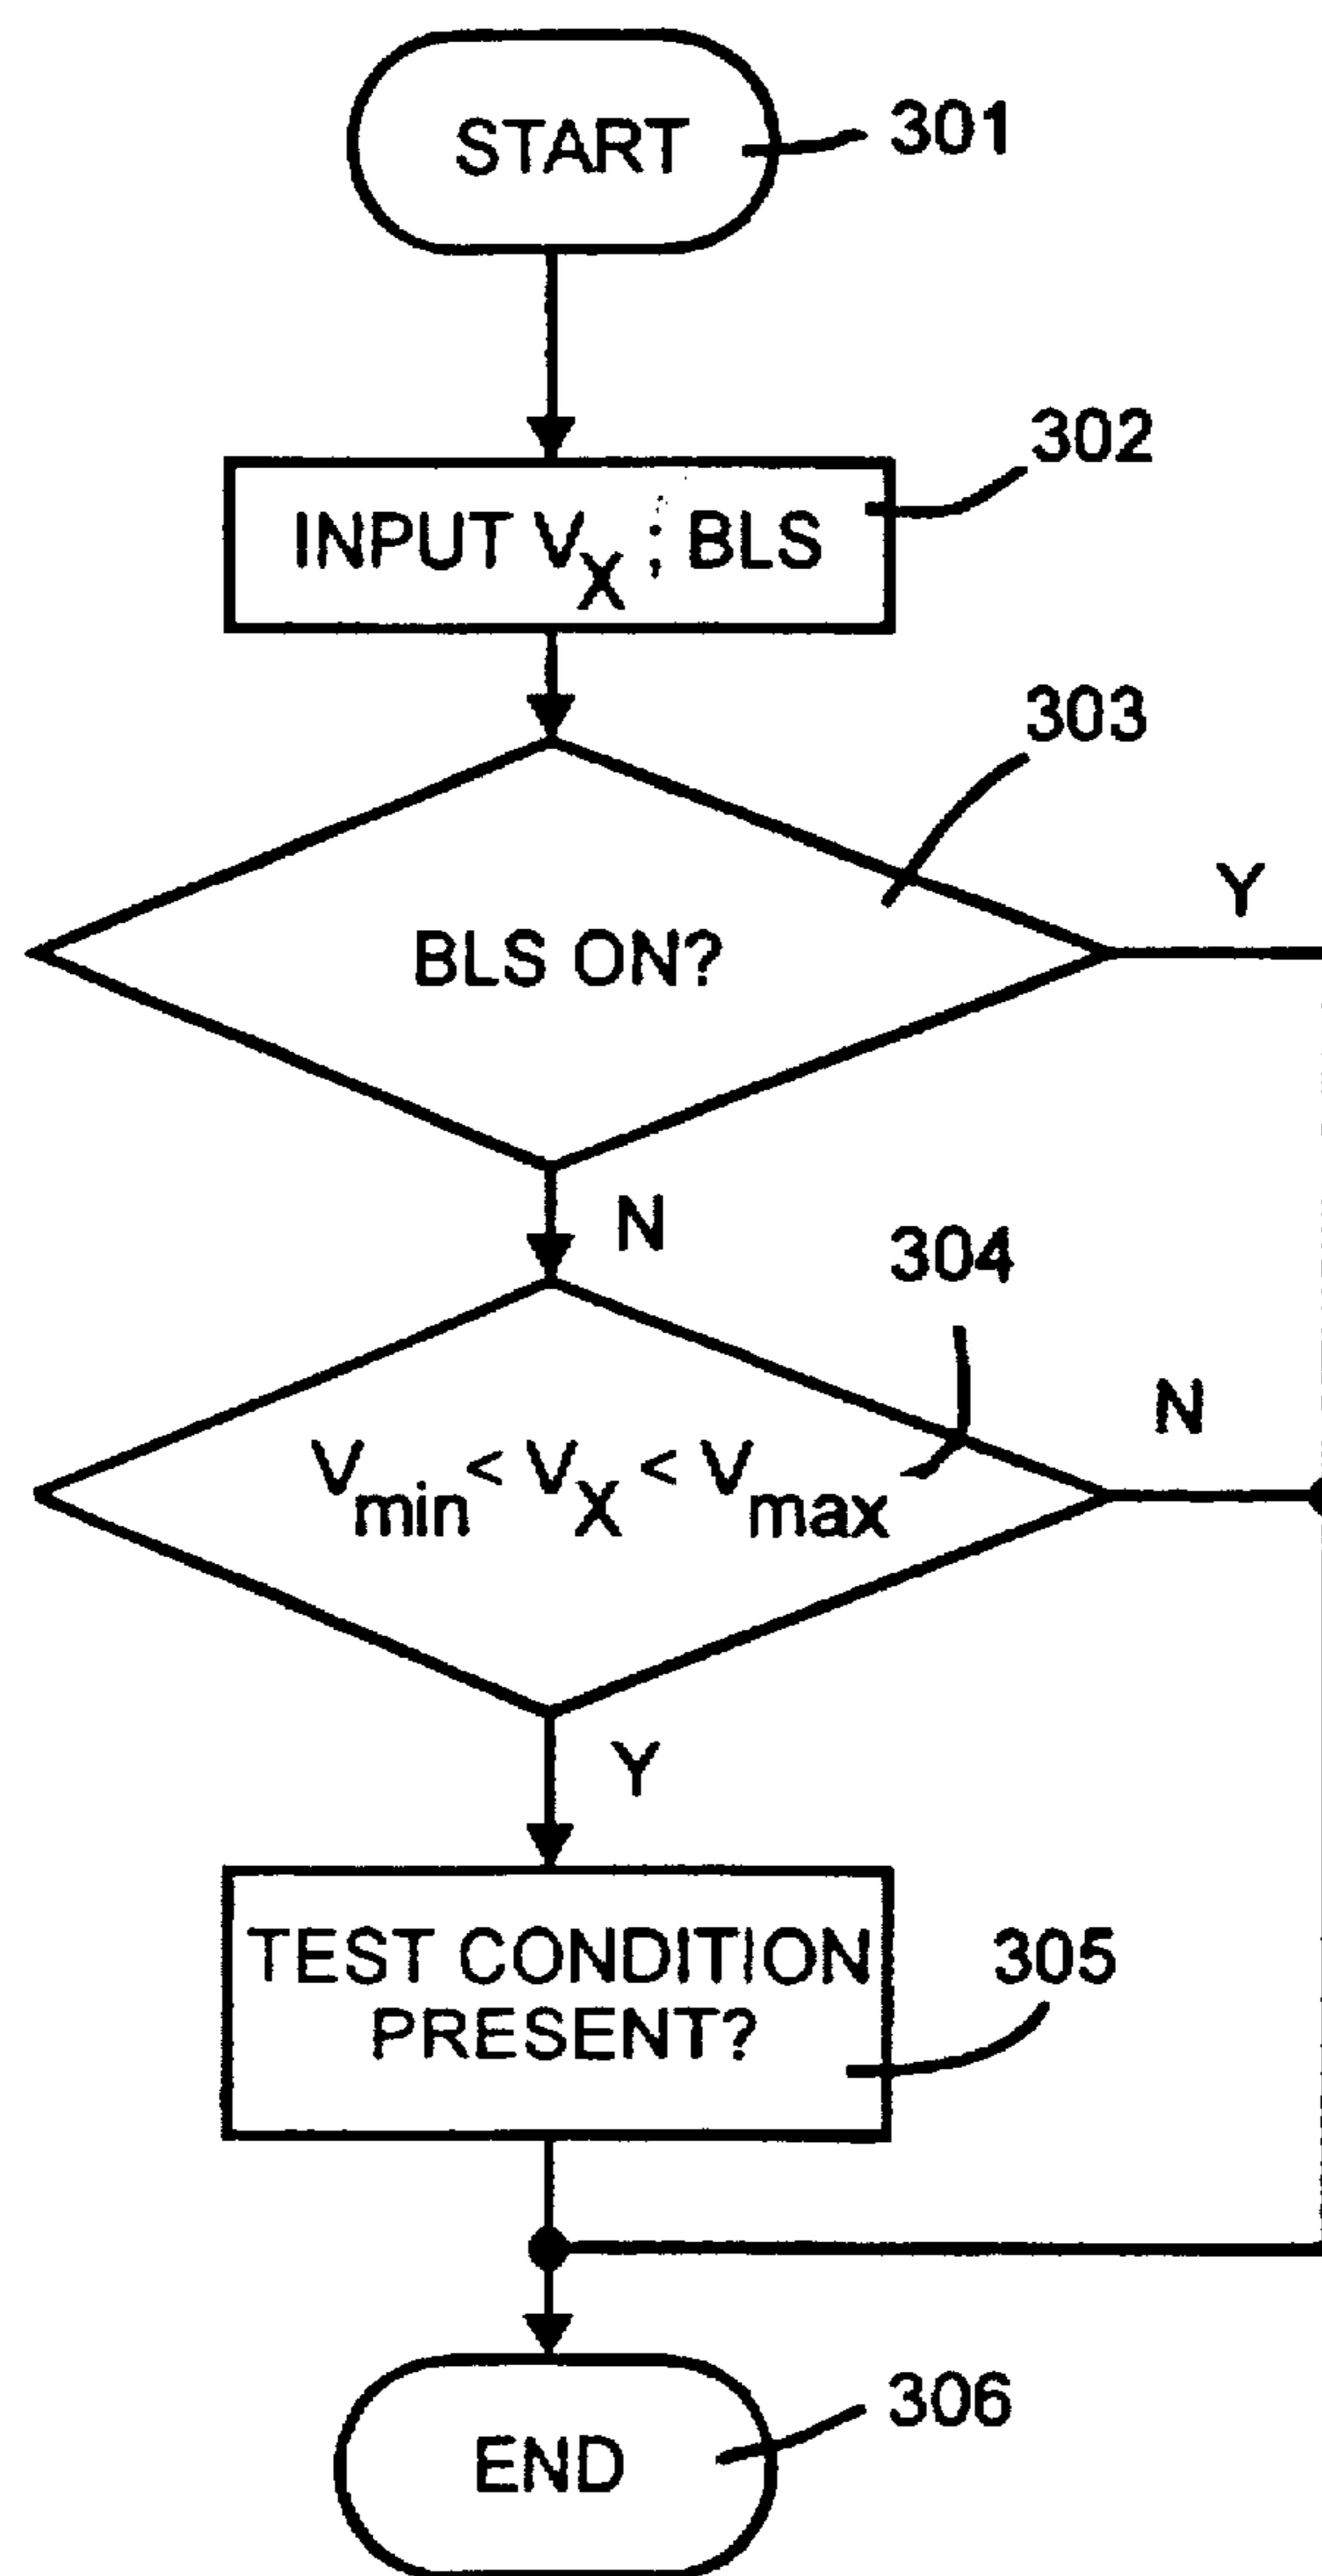 START
301
302
INPUT VX ; BLS
303
Y
BLS ON?
N
304
N
Vmin < VX < Vmax
Y
TEST CONDITION
PRESENT?
305
306
END